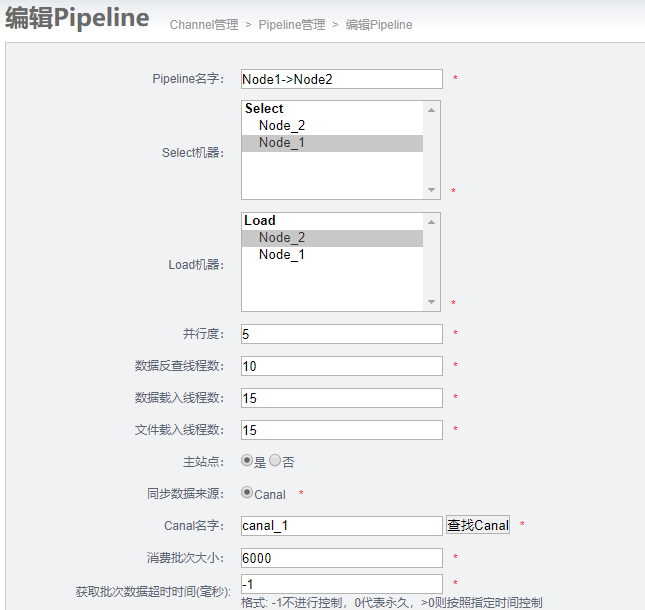 编辑Pipeline Channel管理 > Pipeline管理 > 编辑Pipeline
Pipeline名字: Node1->Node2 *
Select
Node_2
Select机器: Node_1
*
Load
Node_2
Load机器: Node_1
*
并行度: 5 *
数据反查线程数: 10 *
数据载入线程数: 15 *
文件载入线程数: 15 *
主站点: 是 否
同步数据来源: Canal *
Canal名字: canal_1 查找Canal *
消费批次大小: 6000 *
获取批次数据超时时间(毫秒): -1 *
格式: -1不进行控制，0代表永久，>0则按照指定时间控制